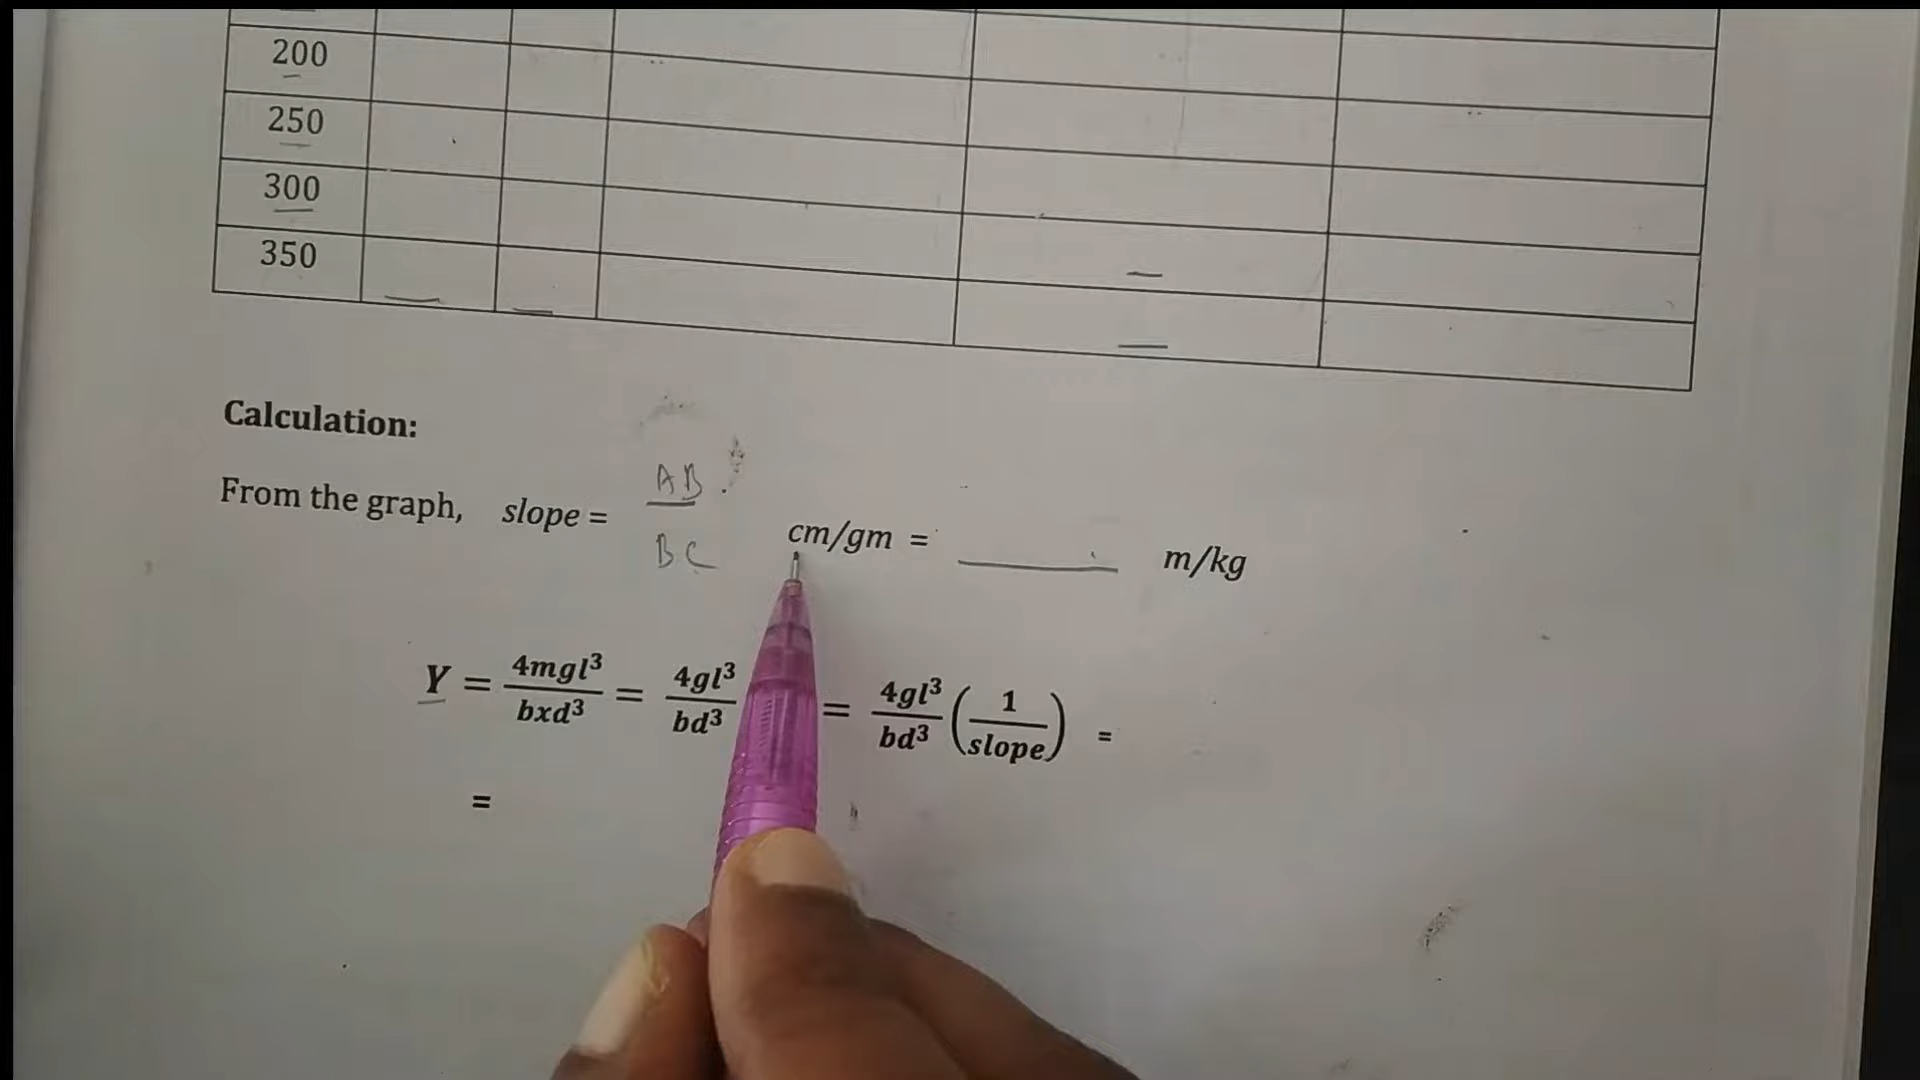 200
250
300
350
Calculation:
From the graph, slope = AB / BC cm/gm = ______ m/kg
Y = 4mgl³/bxd³ = 4gl³/bd³ = 4gl³/bd³ (1/slope) =
=